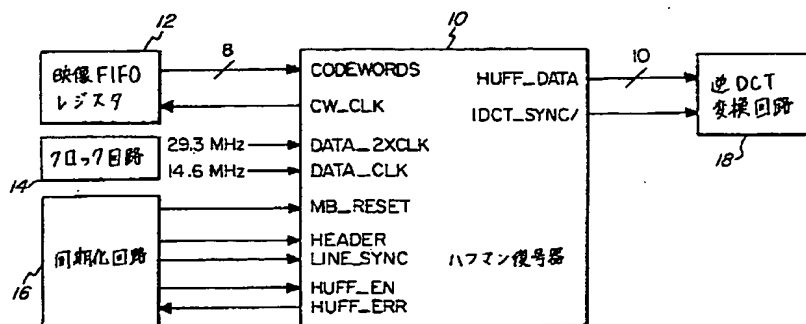 12
映像FIFO
レジスタ
8
10
CODEWORDS
CW_CLK
HUFF_DATA
IDCT_SYNC/
10
逆DCT
変換回路
18
クロック回路
14
29.3 MHz
14.6 MHz
DATA_2XCLK
DATA_CLK
同期化回路
16
MB_RESET
HEADER
LINE_SYNC
HUFF_EN
HUFF_ERR
ハフマン復号器